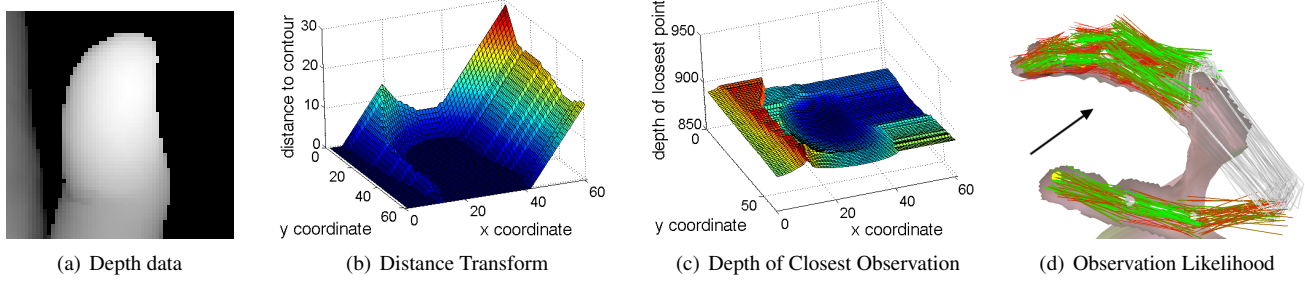 30
20
10
0
distance to contour
0
20
40
60
y coordinate
0
20
40
60
x coordinate
950
900
850
depth of lcosest point
0
50
y coordinate
0
20
40
60
x coordinate
(a) Depth data
(b) Distance Transform
(c) Depth of Closest Observation
(d) Observation Likelihood